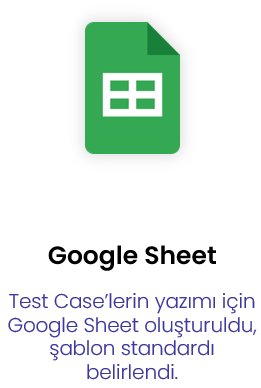 Google Sheet
Test Case’lerin yazımı için
Google Sheet oluşturuldu,
şablon standardı
belirlendi.